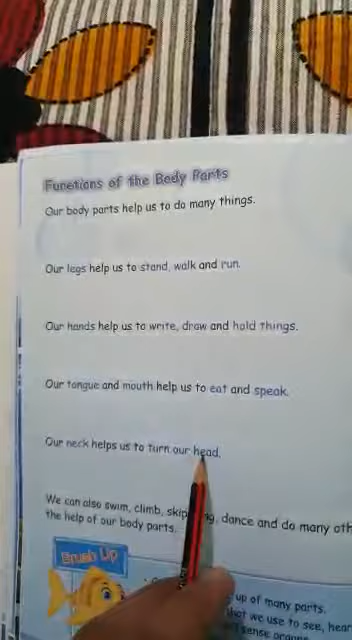 Functions of the Body Parts
Our body parts help us to do many things.
Our legs help us to stand, walk and run.
Our hands help us to write, draw and hold things.
Our tongue and mouth help us to eat and speak.
Our neck helps us to turn our head.
We can also swim, climb, dance and do many
the help of our body parts.
Brush Up
up of many parts.
that we use to see, hear
sense organs